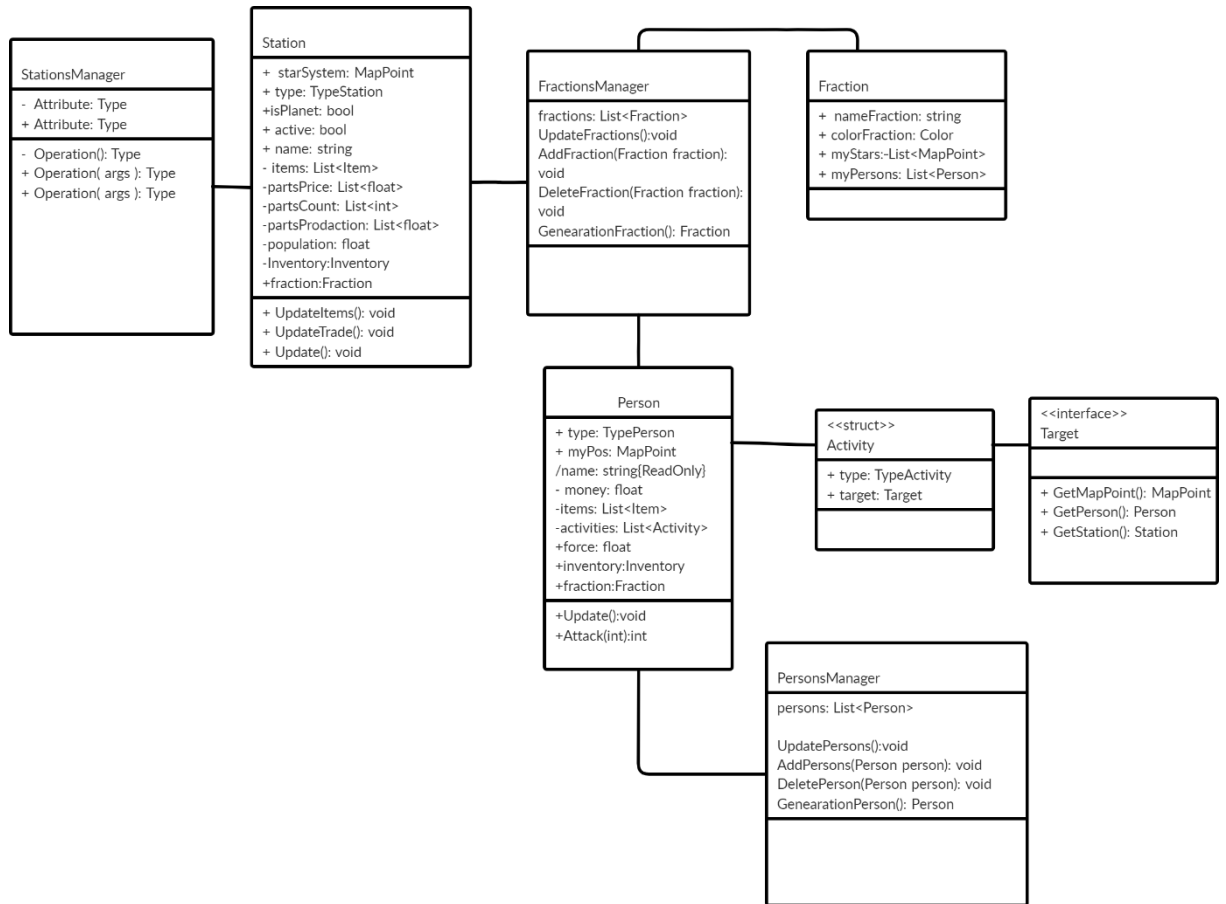 StationsManager
- Attribute: Type
+ Attribute: Type
- Operation(): Type
+ Operation( args ): Type
+ Operation( args ): Type
Station
+ starSystem: MapPoint
+ type: TypeStation
+isPlanet: bool
+ active: bool
+ name: string
- items: List<Item>
-partsPrice: List<float>
-partsCount: List<int>
-partsProdaction: List<float>
-population: float
-Inventory:Inventory
+fraction:Fraction
+ UpdateItems(): void
+ UpdateTrade(): void
+ Update(): void
FractionsManager
fractions: List<Fraction>
UpdateFractions():void
AddFraction(Fraction fraction):
void
DeleteFraction(Fraction fraction):
void
GenearationFraction(): Fraction
Fraction
+ nameFraction: string
+ colorFraction: Color
+ myStars:-List<MapPoint>
+ myPersons: List<Person>
Person
+ type: TypePerson
+ myPos: MapPoint
/name: string{ReadOnly}
- money: float
-items: List<Item>
-activities: List<Activity>
+force: float
+inventory:Inventory
+fraction:Fraction
+Update():void
+Attack(int):int
<<struct>>
Activity
+ type: TypeActivity
+ target: Target
<<interface>>
Target
+ GetMapPoint(): MapPoint
+ GetPerson(): Person
+ GetStation(): Station
PersonsManager
persons: List<Person>
UpdatePersons():void
AddPersons(Person person): void
DeletePerson(Person person): void
GenearationPerson(): Person